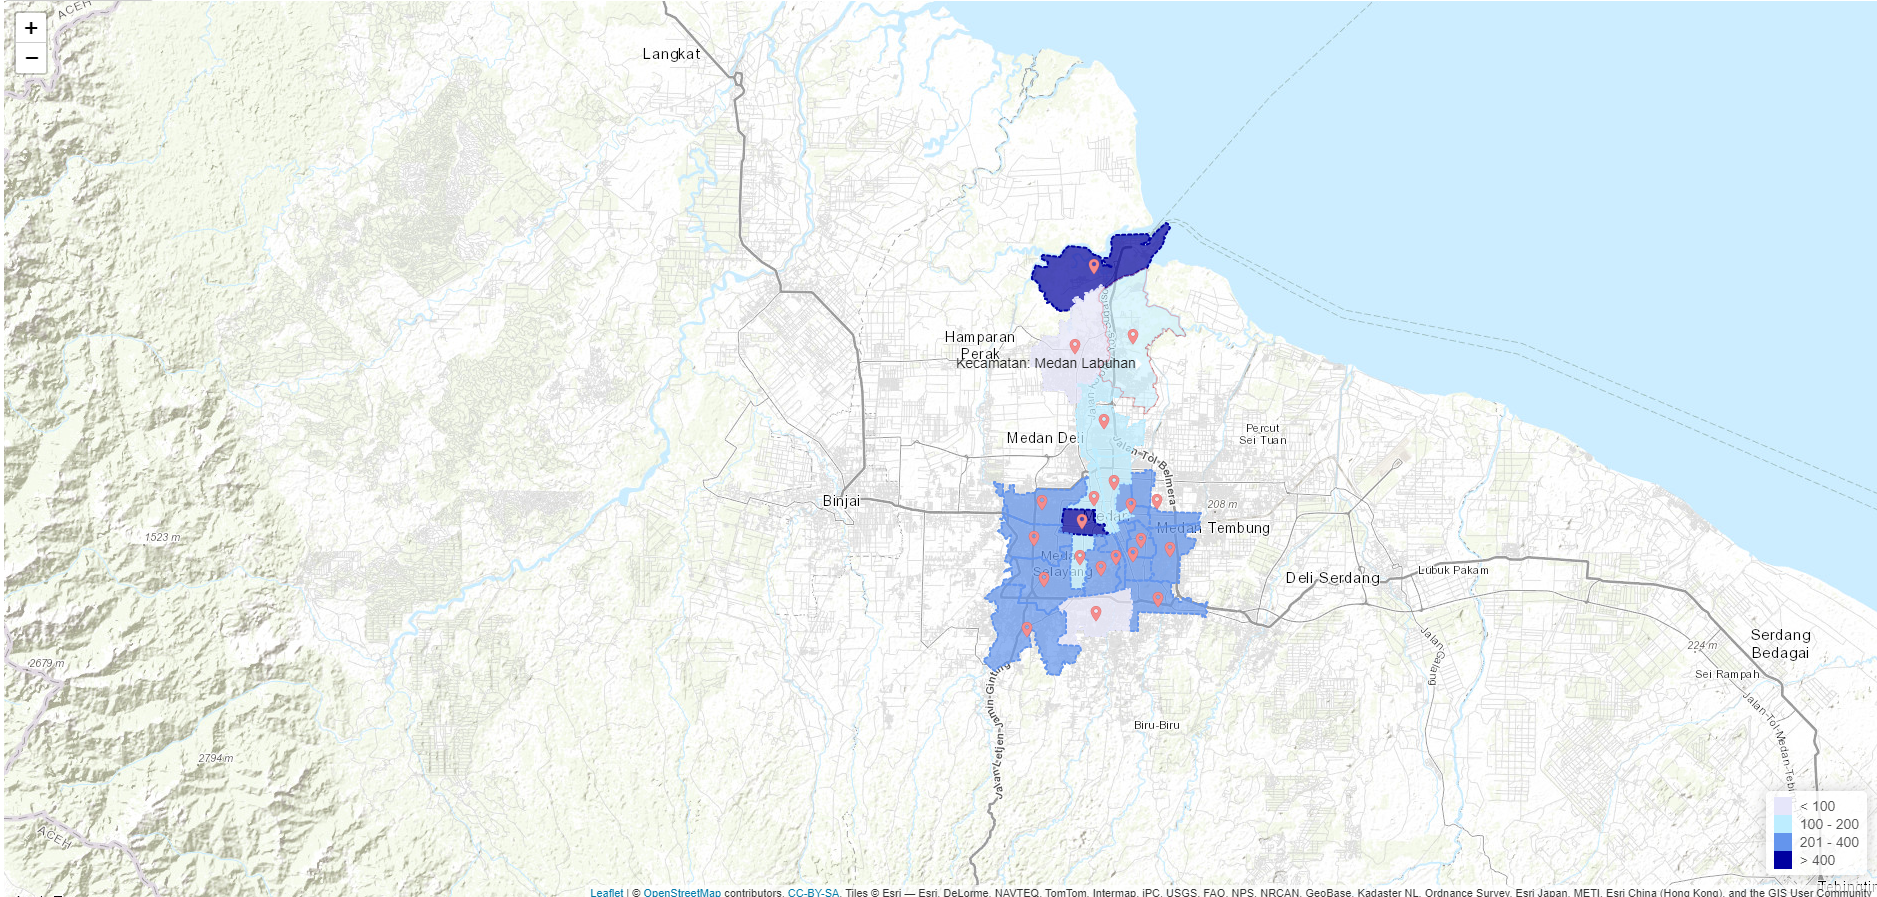 +
−
ACEH
Langkat
Hamparan
Perak
Kecamatan: Medan Labuhan
Medan Deli
Percut
Sei Tuan
Jalan-Tol-Belmera
Binjai
208 m
Medan
Medan Tembung
1523 m
Medan
Selayang
Deli Serdang
Lubuk Pakam
Serdang
Bedagai
2679 m
224 m
Jalan-Galang
Sei Rampah
Jalan-Letjen-Jamin-Ginting
Biru-Biru
Jalan-Tol-Medan-Tebi
2794 m
ACEH
< 100
100 - 200
201 - 400
> 400
Leaflet | © OpenStreetMap contributors, CC-BY-SA, Tiles © Esri — Esri, DeLorme, NAVTEQ, TomTom, Intermap, iPC, USGS, FAO, NPS, NRCAN, GeoBase, Kadaster NL, Ordnance Survey, Esri Japan, METI, Esri China (Hong Kong), and the GIS User Community